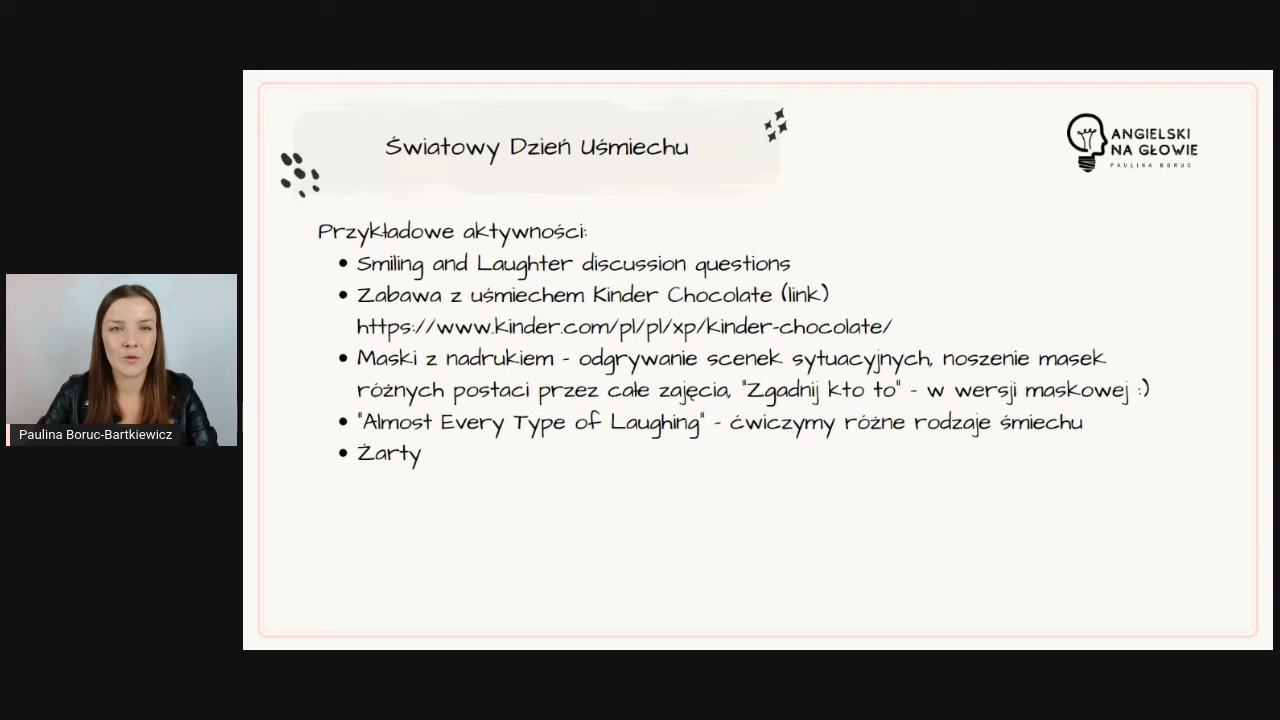 Światowy Dzień Uśmiechu
ANGIELSKI
NA GŁOWIE
PAULINA BORUC
Przykładowe aktywności:
• Smiling and Laughter discussion questions
• Zabawa z uśmiechem Kinder Chocolate (link)
https://www.kinder.com/pl/pl/xp/kinder-chocolate/
• Maski z nadrukiem - odgrywanie scenek sytuacyjnych, noszenie masek
różnych postaci przez całe zajęcia, "Zgadnij kto to" - w wersji maskowej :)
• "Almost Every Type of Laughing" - ćwiczymy różne rodzaje śmiechu
• Żarty
Paulina Boruc-Bartkiewicz